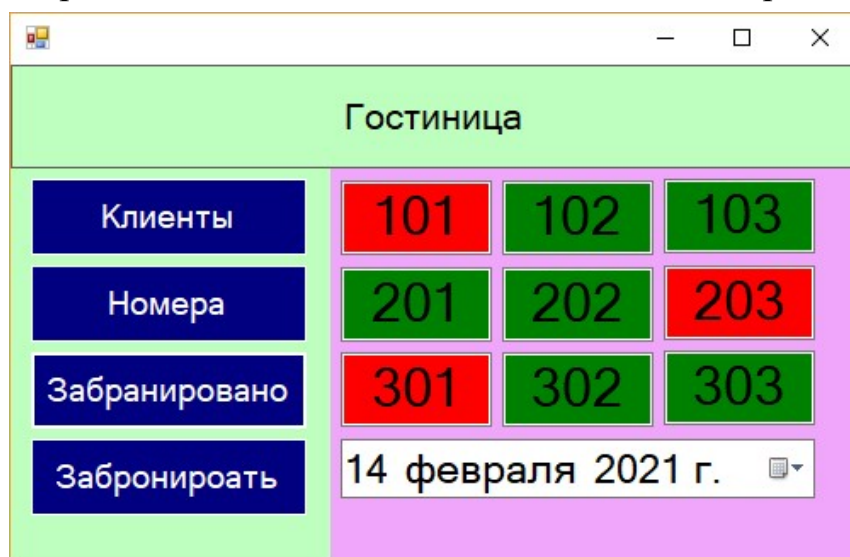 Гостиница
Клиенты
101 102 103
Номера
201 202 203
Забранировано
301 302 303
Забронироать
14 февраля 2021 г.